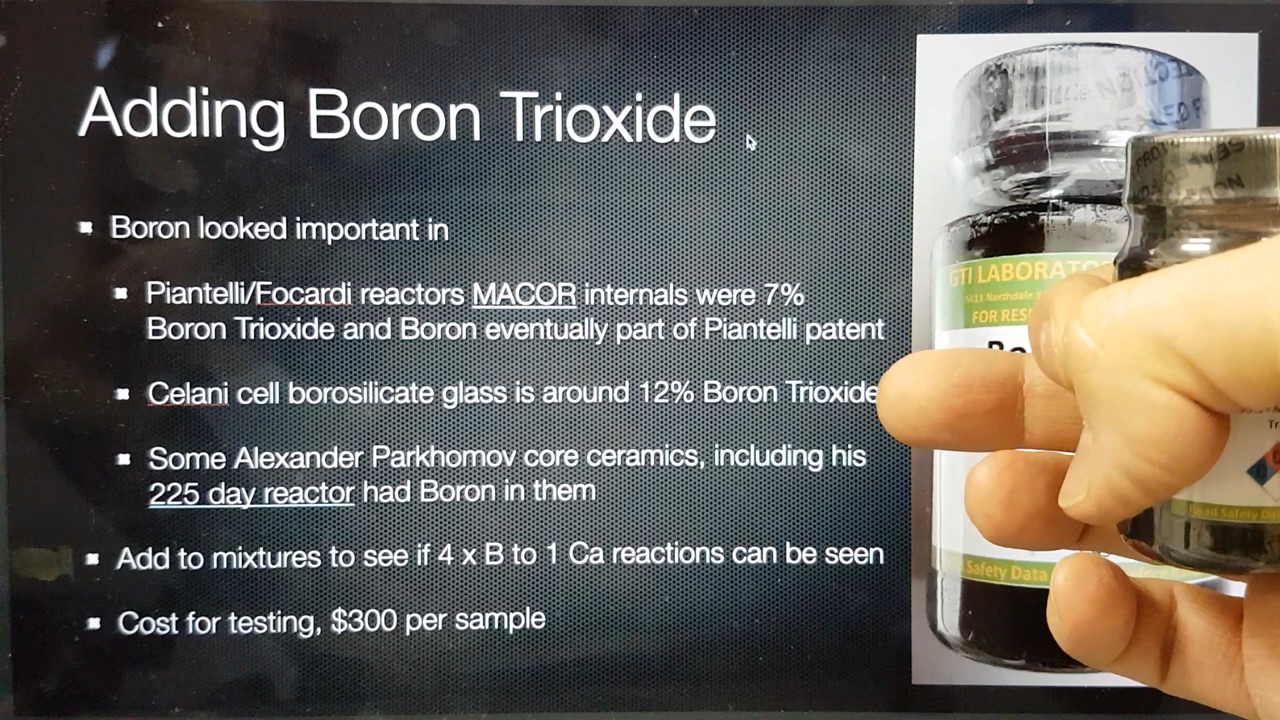 Adding Boron Trioxide
Boron looked important in
Piantelli/Focardi reactors MACOR internals were 7%
Boron Trioxide and Boron eventually part of Piantelli patent
Celani cell borosilicate glass is around 12% Boron Trioxide
Some Alexander Parkhomov core ceramics, including his
225 day reactor had Boron in them
Add to mixtures to see if 4 x B to 1 Ca reactions can be seen
Cost for testing, $300 per sample
GTI LABORATO
Northdale
FOR RES
Bo
Safety Data